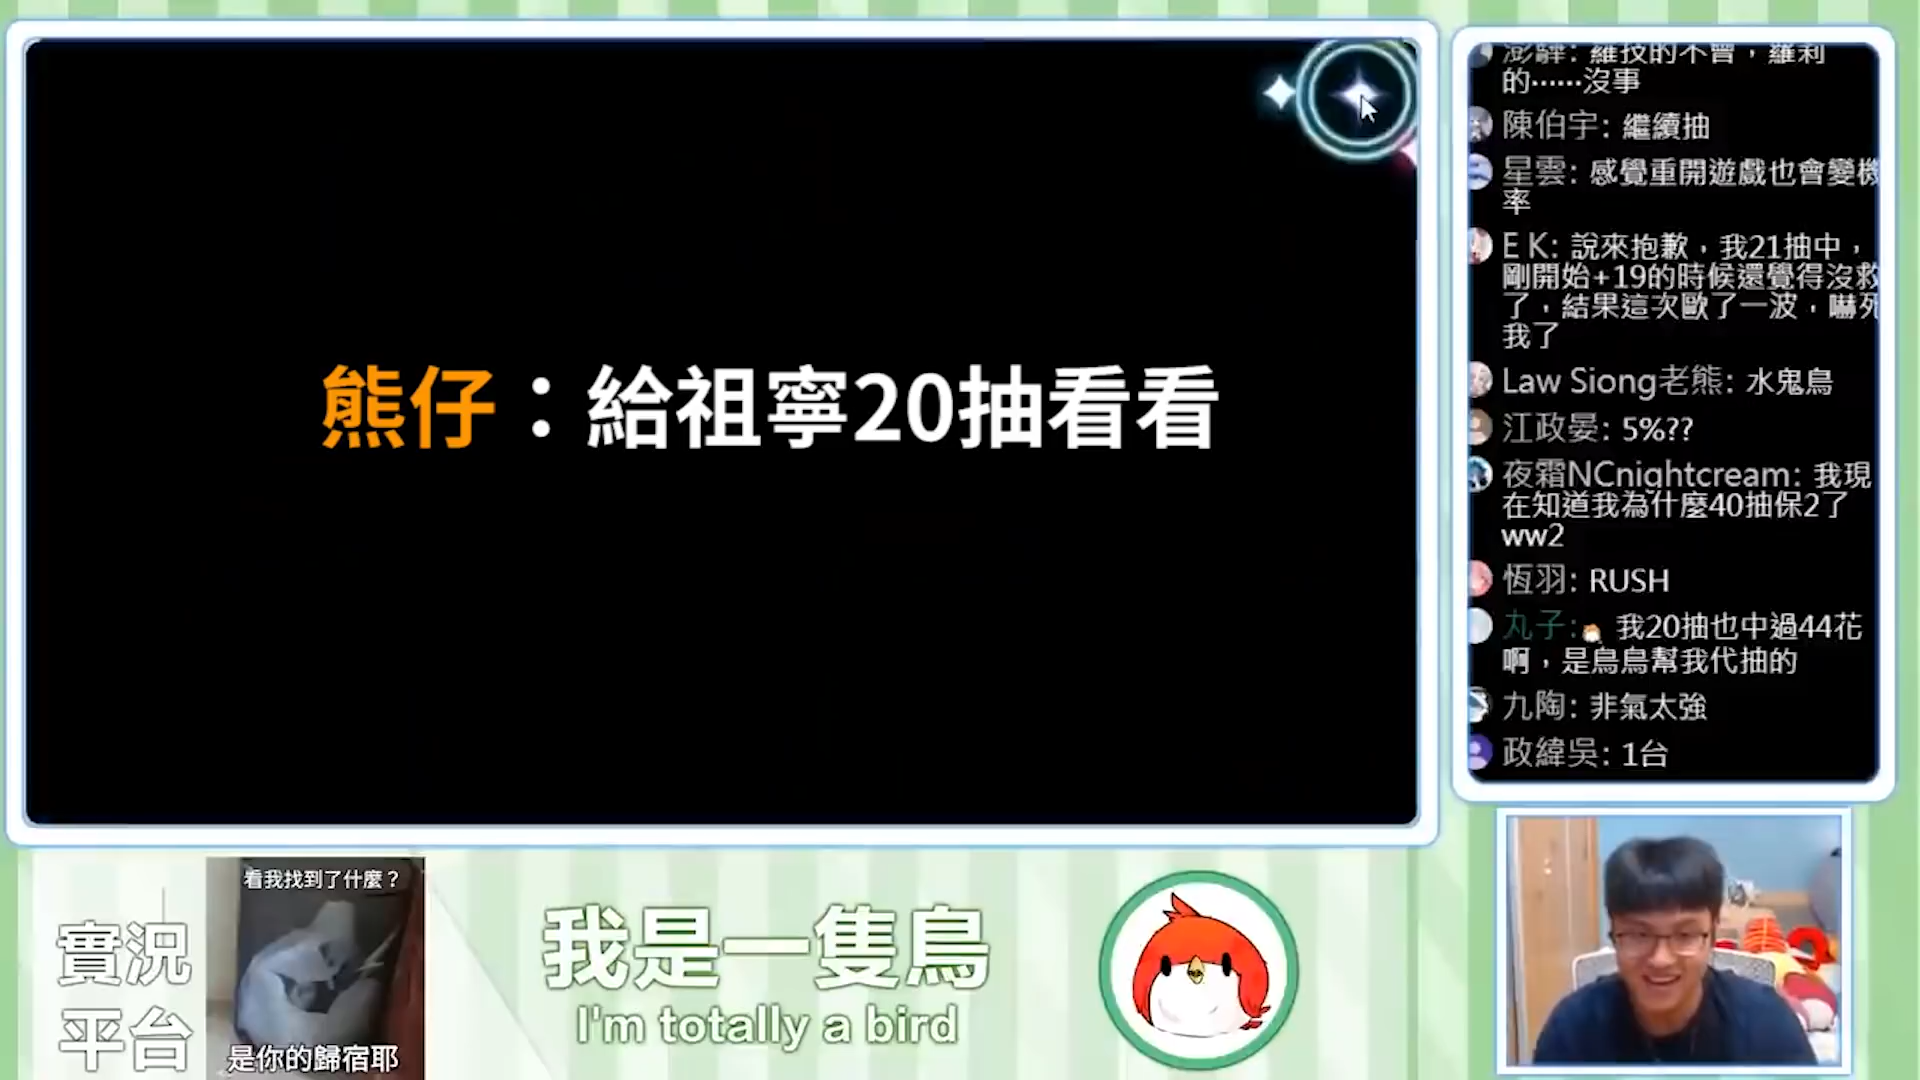 熊仔：給祖寧20抽看看
澎驊: 羅技的不會，羅利
的⋯⋯沒事
陳伯宇: 繼續抽
星雲: 感覺重開遊戲也會變機
率
E K: 說來抱歉，我21抽中，
剛開始+19的時候還覺得沒救
了，結果這次歐了一波，嚇死
我了
Law Siong老熊: 水鬼鳥
江政晏: 5%??
夜霜NCnightcream: 我現
在知道我為什麼40抽保2了
ww2
恆羽: RUSH
丸子: 我20抽也中過44花
啊，是鳥鳥幫我代抽的
九陶: 非氣太強
政緯吳: 1台
實況
平台
看我找到了什麼？
是你的歸宿耶
我是一隻鳥
I'm totally a bird